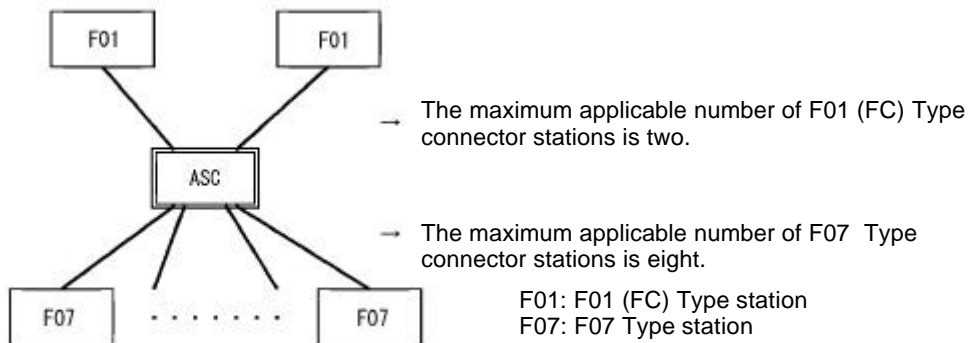 F01
F01
→ The maximum applicable number of F01 (FC) Type
connector stations is two.
ASC
→ The maximum applicable number of F07 Type
connector stations is eight.
F07
· · · · · · ·
F07
F01: F01 (FC) Type station
F07: F07 Type station